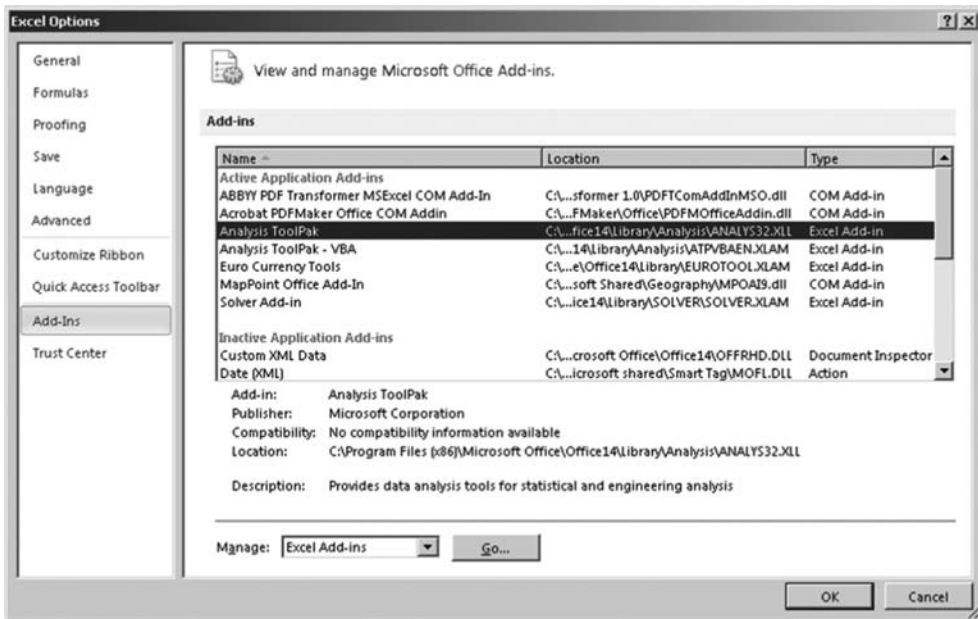 Excel Options
General
Formulas
Proofing
Save
Language
Advanced
Customize Ribbon
Quick Access Toolbar
Add-Ins
Trust Center
View and manage Microsoft Office Add-ins.
Add-ins
Name Location Type
Active Application Add-ins
ABBYY PDF Transformer MSExcel COM Add-In C:\...sformer 1.0\PDFTComAddInMSO.dll COM Add-in
Acrobat PDFMaker Office COM Addin C:\...FMaker\Office\PDFMOfficeAddin.dll COM Add-in
Analysis ToolPak C:\...fice14\Library\Analysis\ANALYS32.XLL Excel Add-in
Analysis ToolPak - VBA C:\...14\Library\Analysis\ATPVBAEN.XLAM Excel Add-in
Euro Currency Tools C:\...e\Office14\Library\EUROTOOL.XLAM Excel Add-in
MapPoint Office Add-In C:\...soft Shared\Geography\MPOAI9.dll COM Add-in
Solver Add-in C:\...ice14\Library\SOLVER\SOLVER.XLAM Excel Add-in
Inactive Application Add-ins
Custom XML Data C:\...crosoft Office\Office14\OFFRHD.DLL Document Inspector
Date (XML) C:\...icrosoft shared\Smart Tag\MOFL.DLL Action
Add-in: Analysis ToolPak
Publisher: Microsoft Corporation
Compatibility: No compatibility information available
Location: C:\Program Files (x86)\Microsoft Office\Office14\Library\Analysis\ANALYS32.XLL
Description: Provides data analysis tools for statistical and engineering analysis
Manage: Excel Add-ins Go...
OK Cancel